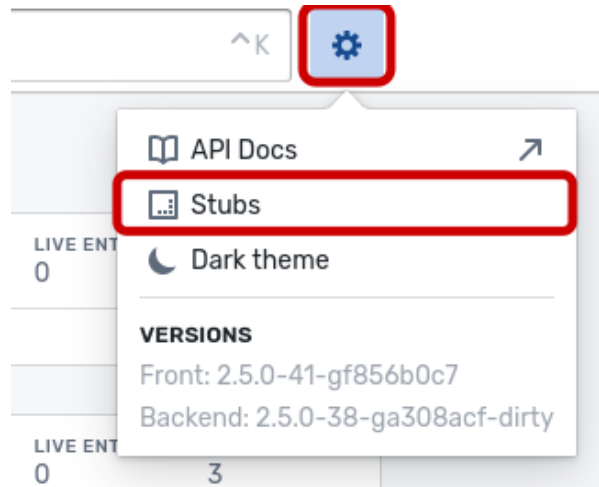 ^K
API Docs
Stubs
LIVE ENT
0
Dark theme
VERSIONS
Front: 2.5.0-41-gf856b0c7
Backend: 2.5.0-38-ga308acf-dirty
LIVE ENT
0 3